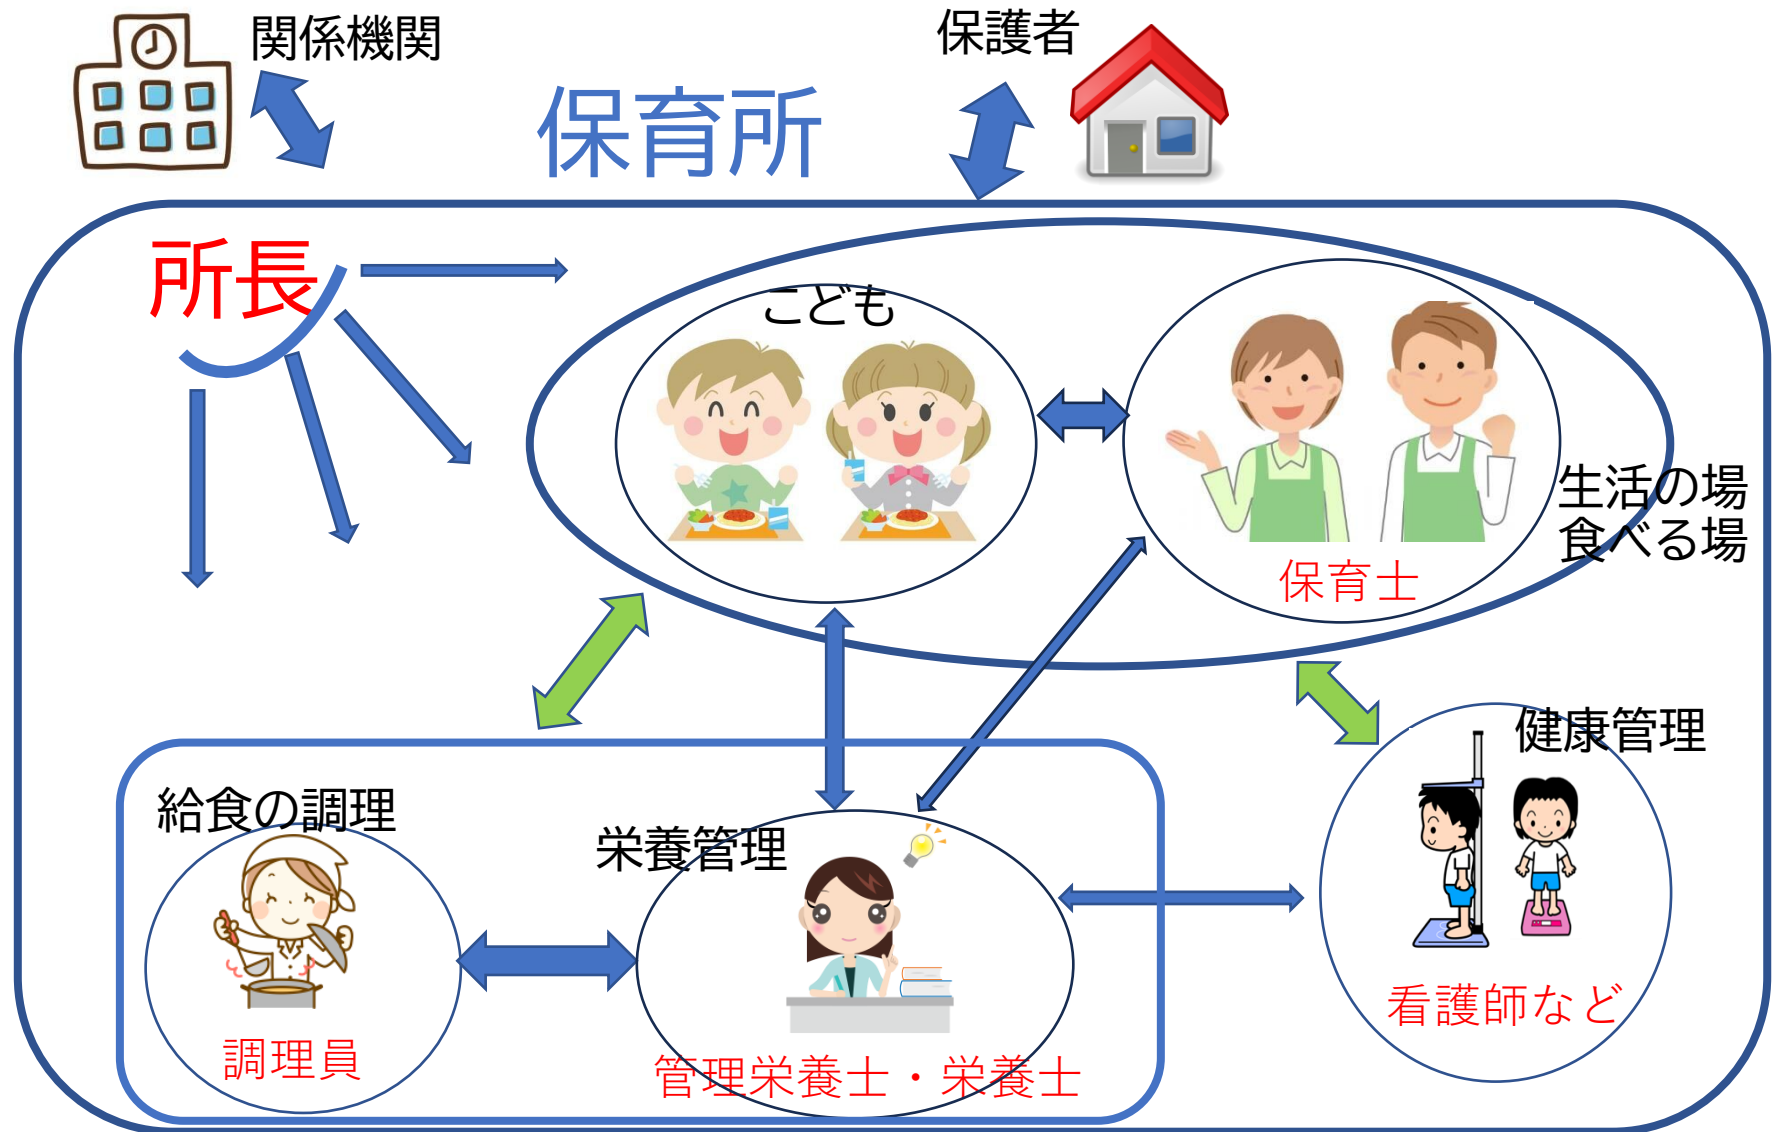 関係機関
保護者
保育所
所長
こども
生活の場
食べる場
保育士
健康管理
給食の調理
栄養管理
看護師など
調理員
管理栄養士・栄養士